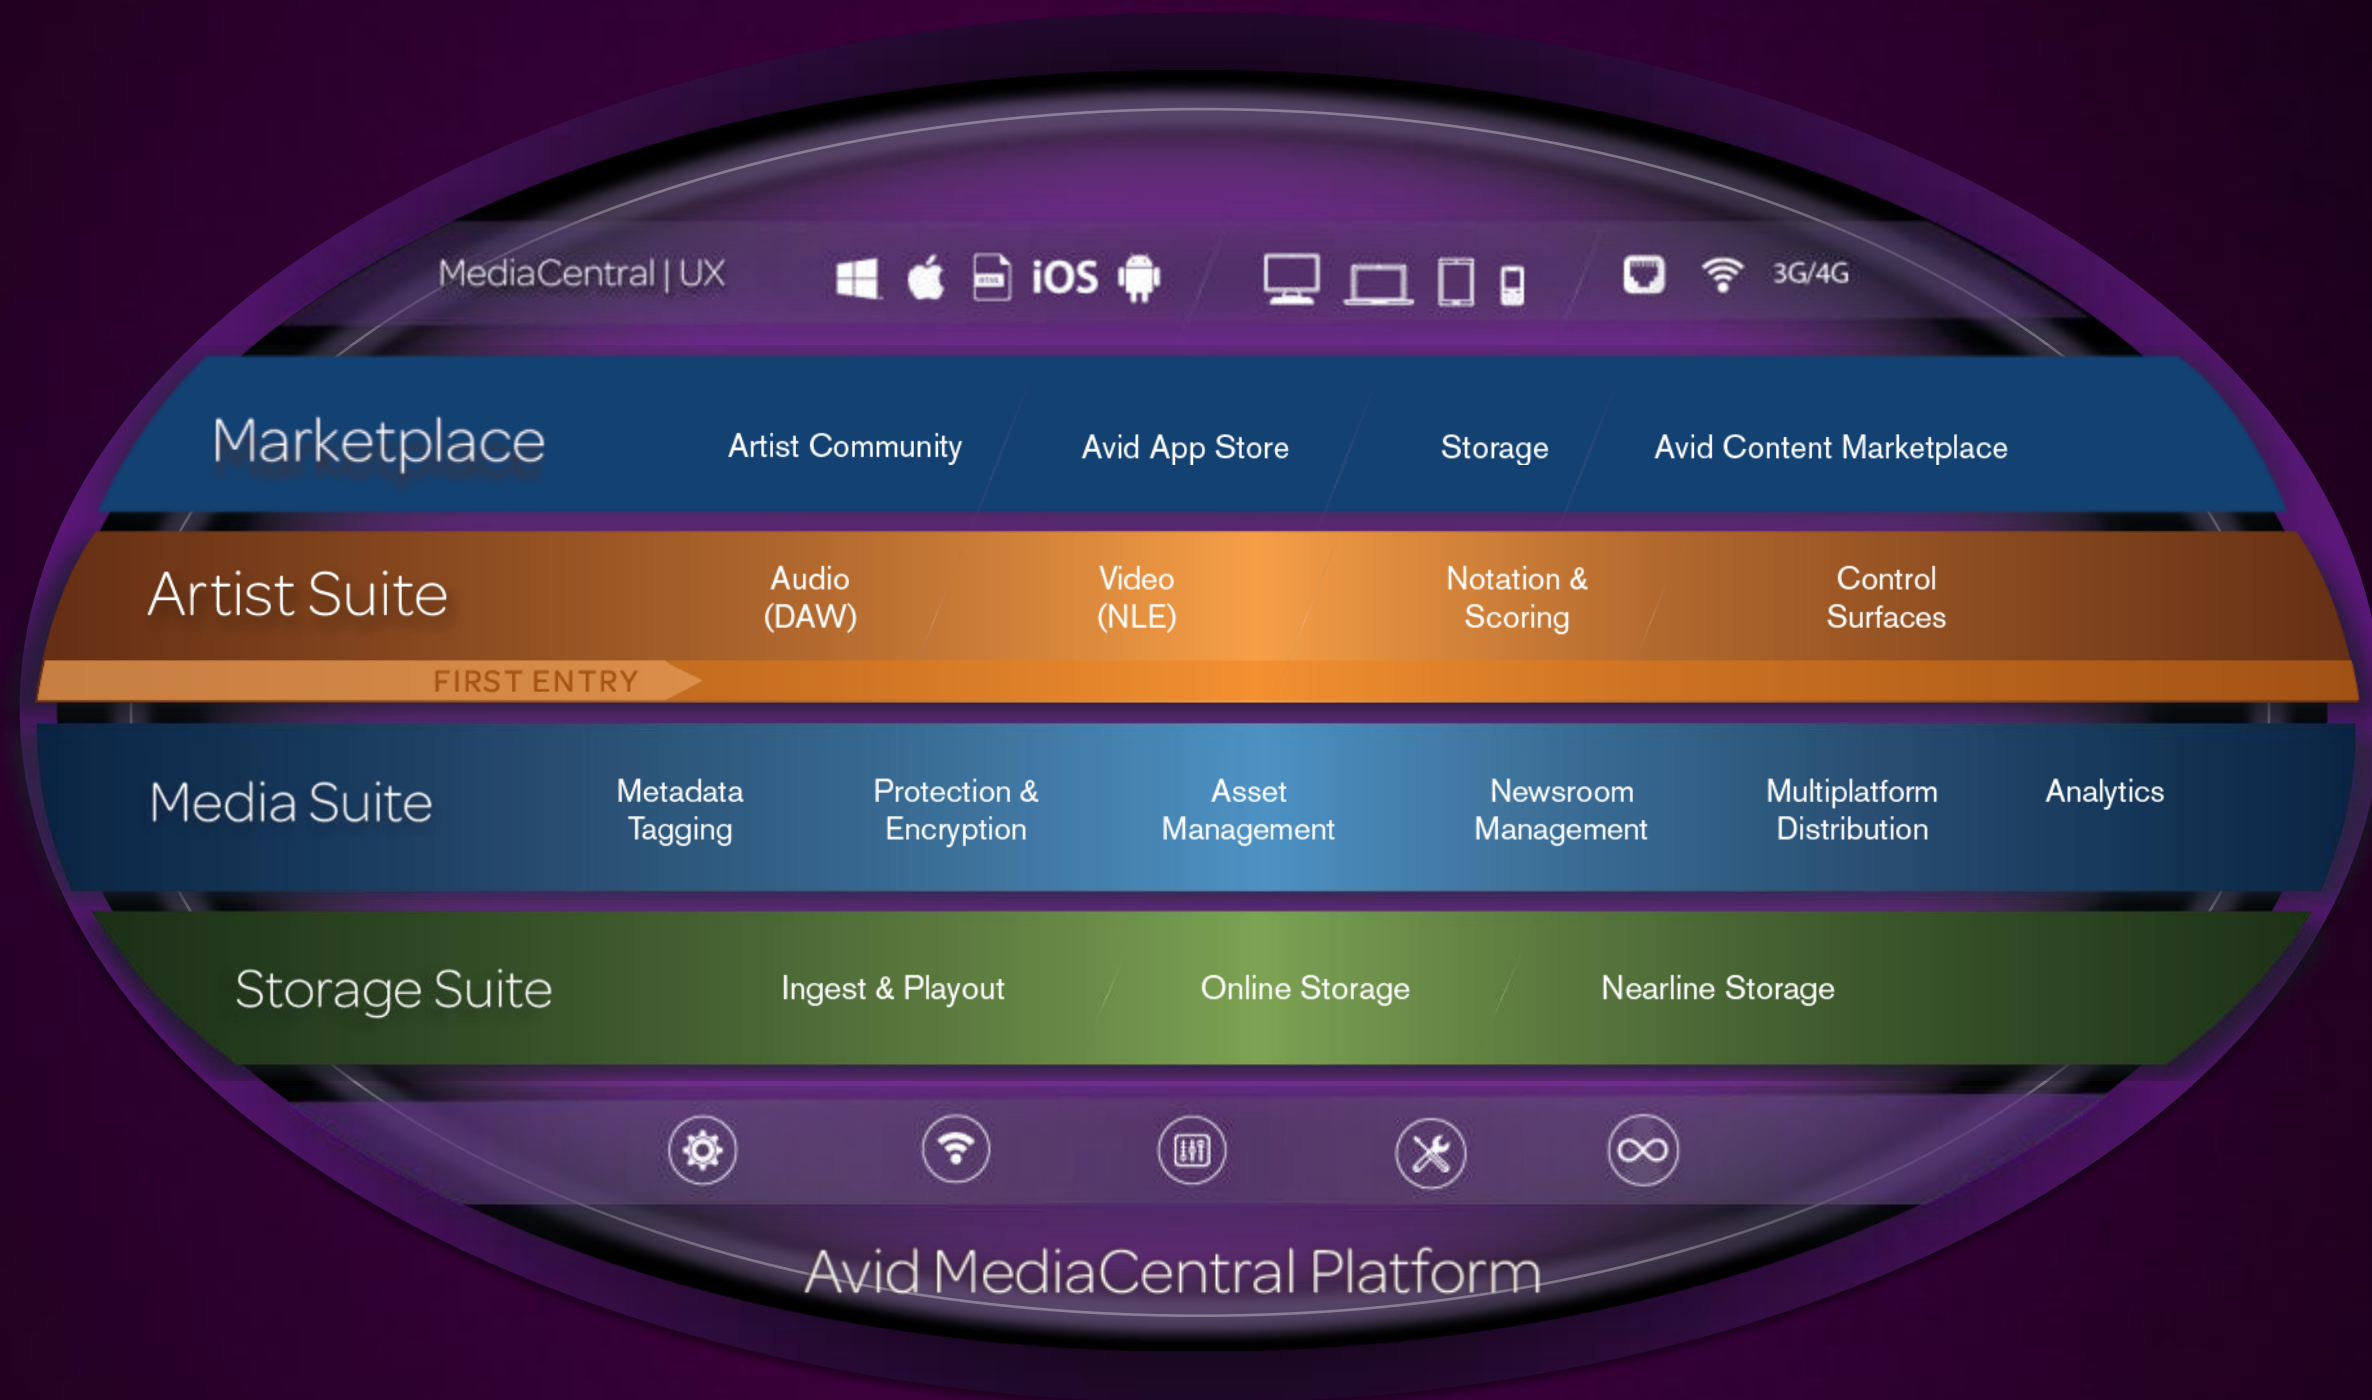 MediaCentral | UX iOS 3G/4G
Marketplace Artist Community Avid App Store Storage Avid Content Marketplace
Artist Suite
Audio
(DAW)
Video
(NLE)
Notation &
Scoring
Control
Surfaces
FIRST ENTRY
Media Suite
Metadata
Tagging
Protection &
Encryption
Asset
Management
Newsroom
Management
Multiplatform
Distribution
Analytics
Storage Suite Ingest & Playout Online Storage Nearline Storage
Avid MediaCentral Platform